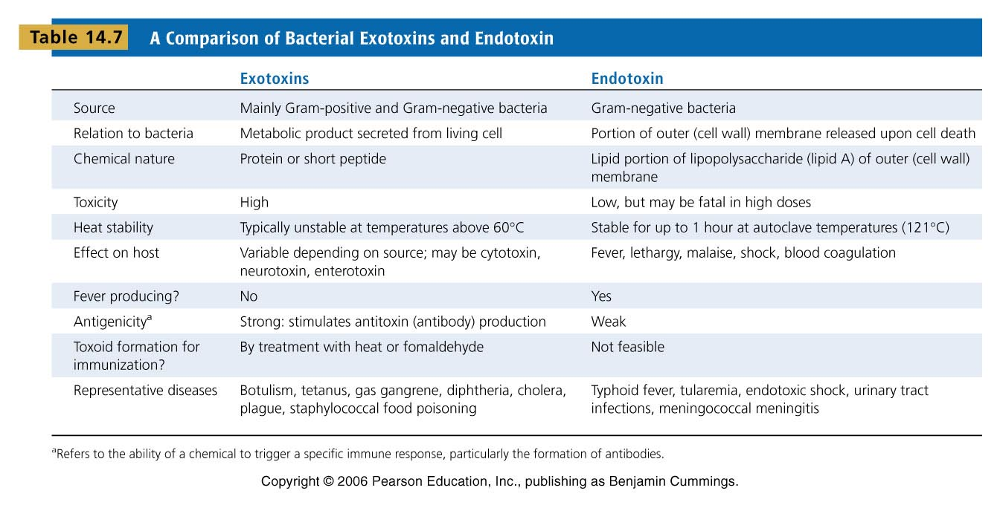 Table 14.7 A Comparison of Bacterial Exotoxins and Endotoxin
Exotoxins Endotoxin
Source Mainly Gram-positive and Gram-negative bacteria Gram-negative bacteria
Relation to bacteria Metabolic product secreted from living cell Portion of outer (cell wall) membrane released upon cell death
Chemical nature Protein or short peptide Lipid portion of lipopolysaccharide (lipid A) of outer (cell wall)
membrane
Toxicity High Low, but may be fatal in high doses
Heat stability Typically unstable at temperatures above 60°C Stable for up to 1 hour at autoclave temperatures (121°C)
Effect on host Variable depending on source; may be cytotoxin, Fever, lethargy, malaise, shock, blood coagulation
neurotoxin, enterotoxin
Fever producing? No Yes
Antigenicityᵃ Strong: stimulates antitoxin (antibody) production Weak
Toxoid formation for By treatment with heat or fomaldehyde Not feasible
immunization?
Representative diseases Botulism, tetanus, gas gangrene, diphtheria, cholera, Typhoid fever, tularemia, endotoxic shock, urinary tract
plague, staphylococcal food poisoning infections, meningococcal meningitis
ᵃRefers to the ability of a chemical to trigger a specific immune response, particularly the formation of antibodies.
Copyright © 2006 Pearson Education, Inc., publishing as Benjamin Cummings.